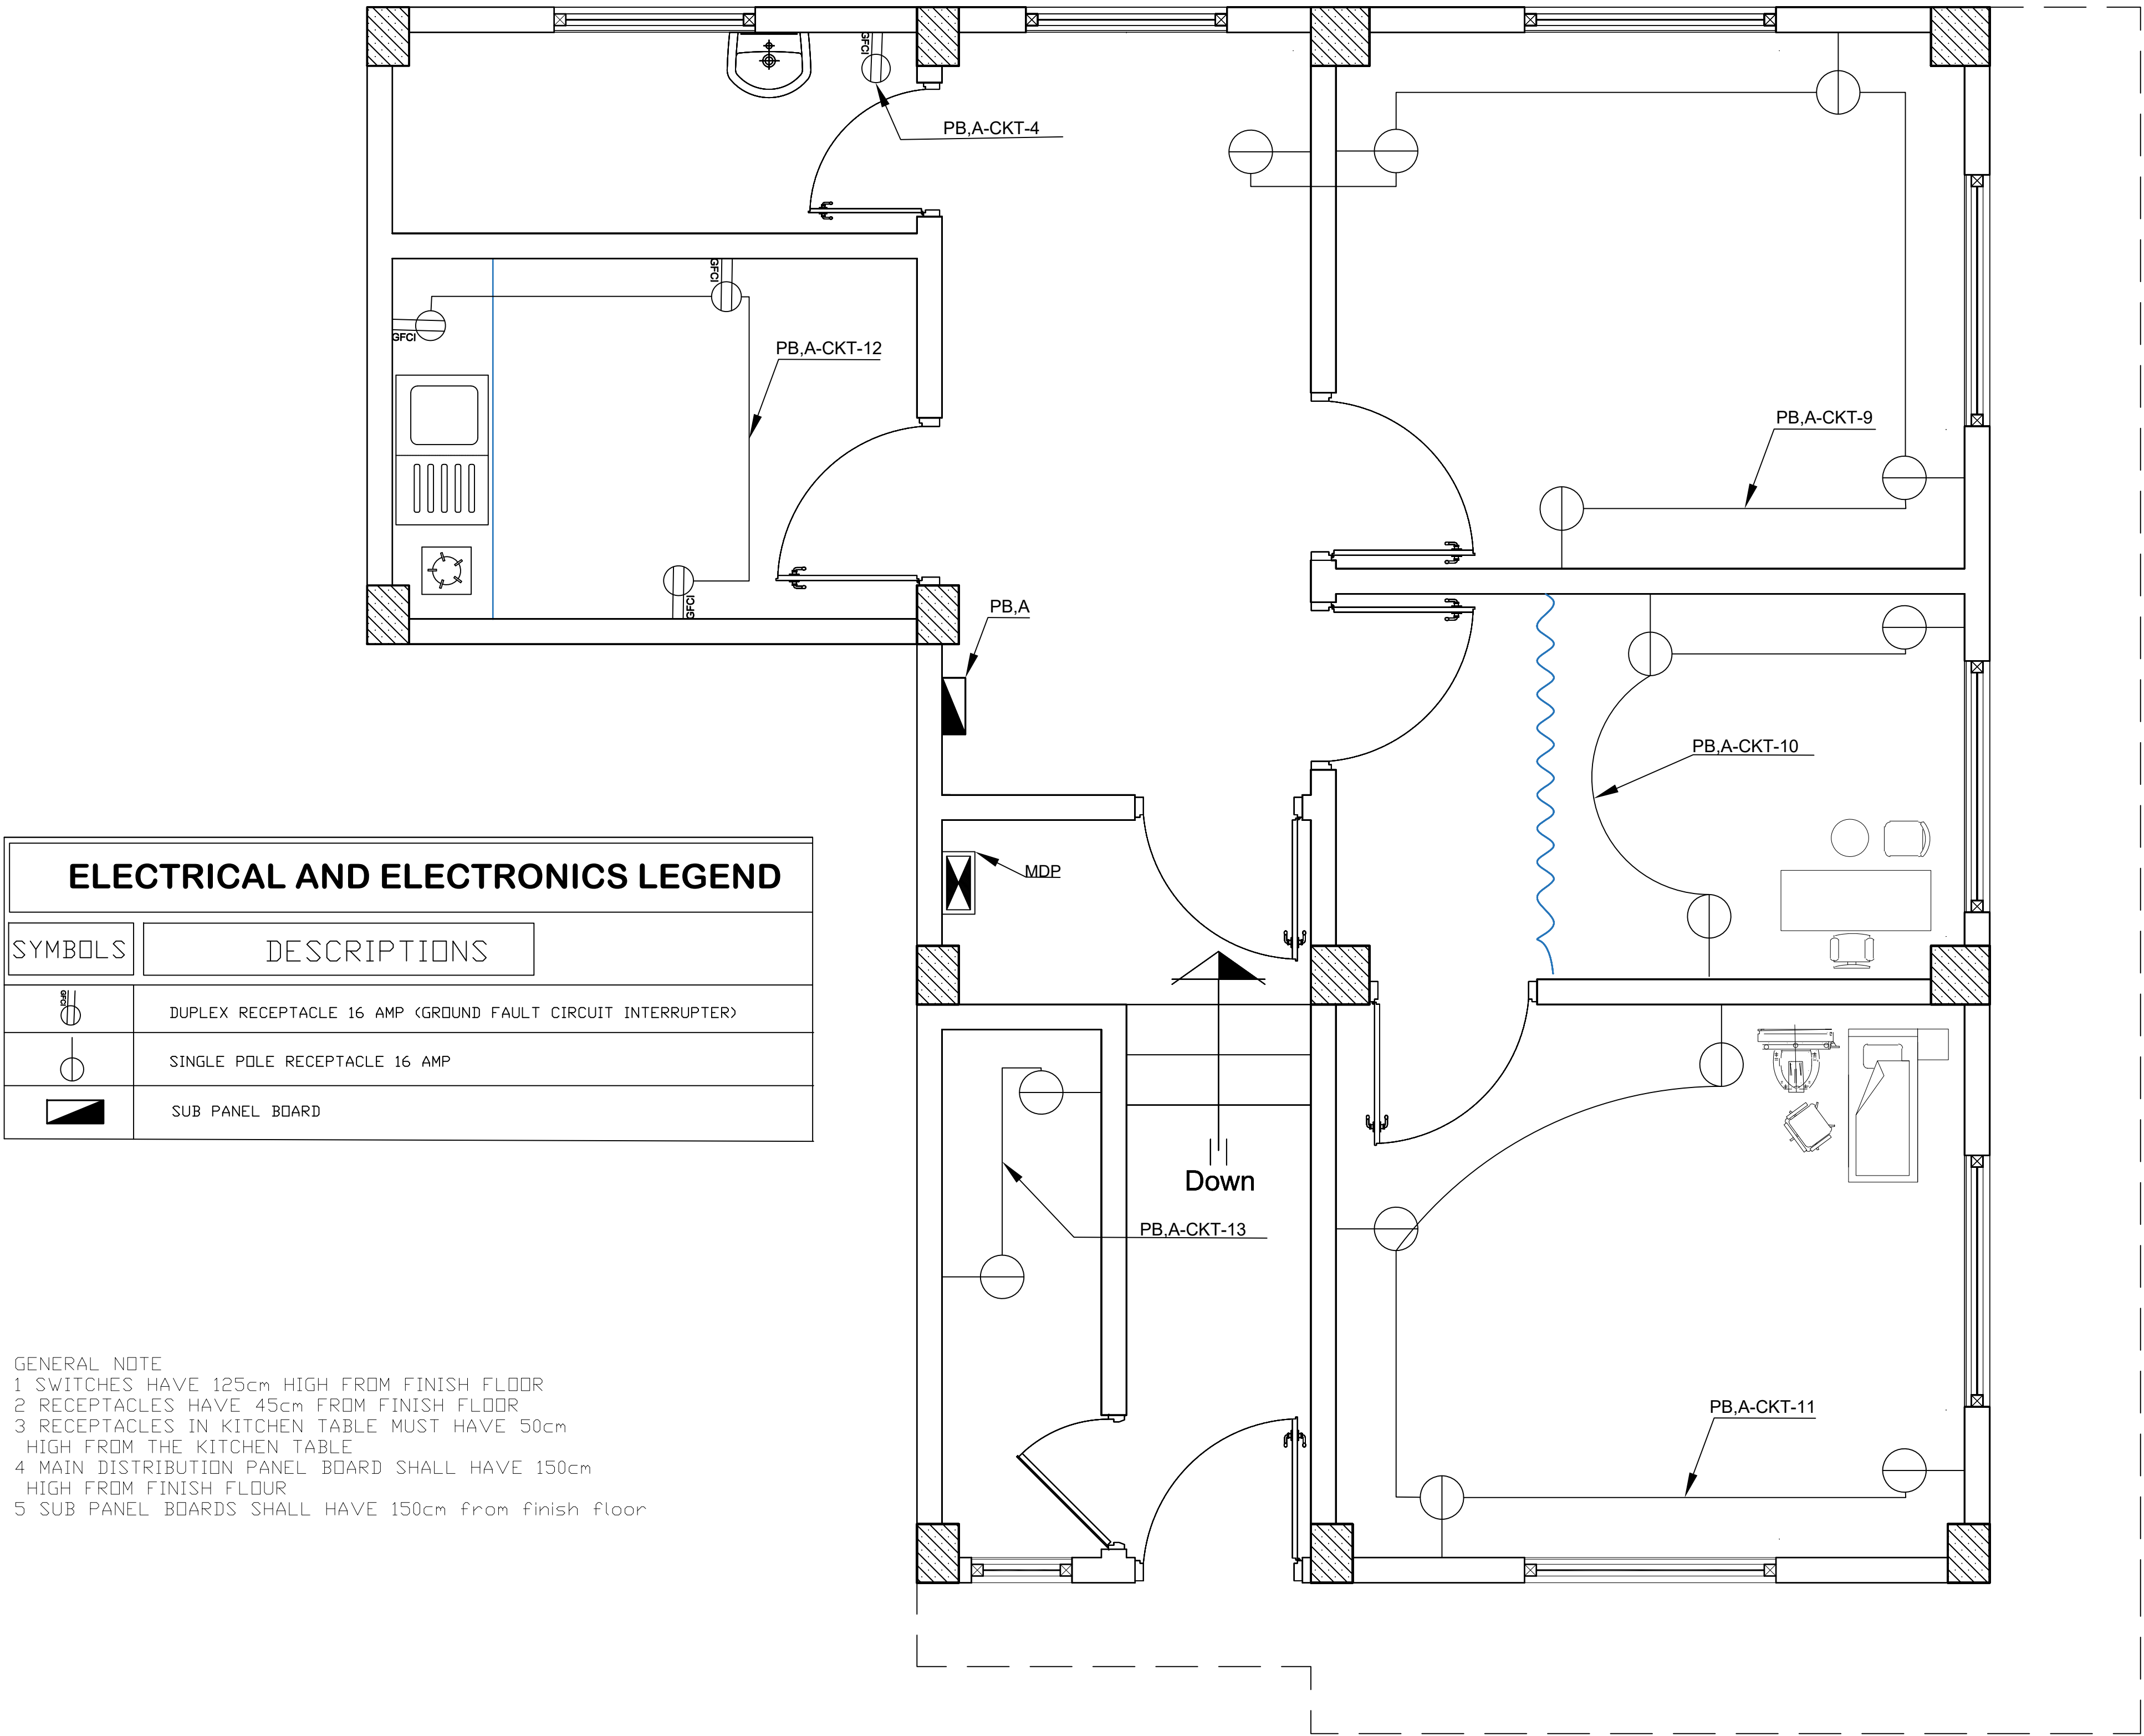 GFCI
PB,A-CKT-4
GFCI
GFCI
PB,A-CKT-12
PB,A-CKT-9
GFCI
PB,A
PB,A-CKT-10
MDP
ELECTRICAL AND ELECTRONICS LEGEND
SYMBOLS
DESCRIPTIONS
GFCI
DUPLEX RECEPTACLE 16 AMP (GROUND FAULT CIRCUIT INTERRUPTER)
SINGLE POLE RECEPTACLE 16 AMP
SUB PANEL BOARD
Down
PB,A-CKT-13
PB,A-CKT-11
GENERAL NOTE
1 SWITCHES HAVE 125cm HIGH FROM FINISH FLOOR
2 RECEPTACLES HAVE 45cm FROM FINISH FLOOR
3 RECEPTACLES IN KITCHEN TABLE MUST HAVE 50cm
HIGH FROM THE KITCHEN TABLE
4 MAIN DISTRIBUTION PANEL BOARD SHALL HAVE 150cm
HIGH FROM FINISH FLOUR
5 SUB PANEL BOARDS SHALL HAVE 150cm from finish floor